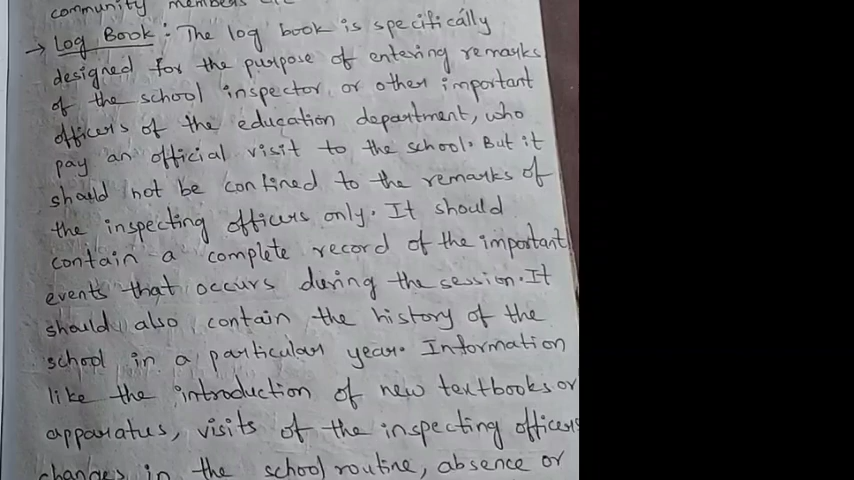 community members etc
→ Log Book : The log book is specifically
designed for the purpose of entering remarks
of the school inspector or other important
officers of the education department, who
pay an official visit to the school. But it
should not be confined to the remarks of
the inspecting officers only. It should
contain a complete record of the important
events that occurs during the session. It
should also contain the history of the
school in a particular year. Information
like the introduction of new textbooks or
apparatus, visits of the inspecting officers
changes in the school routine, absence or